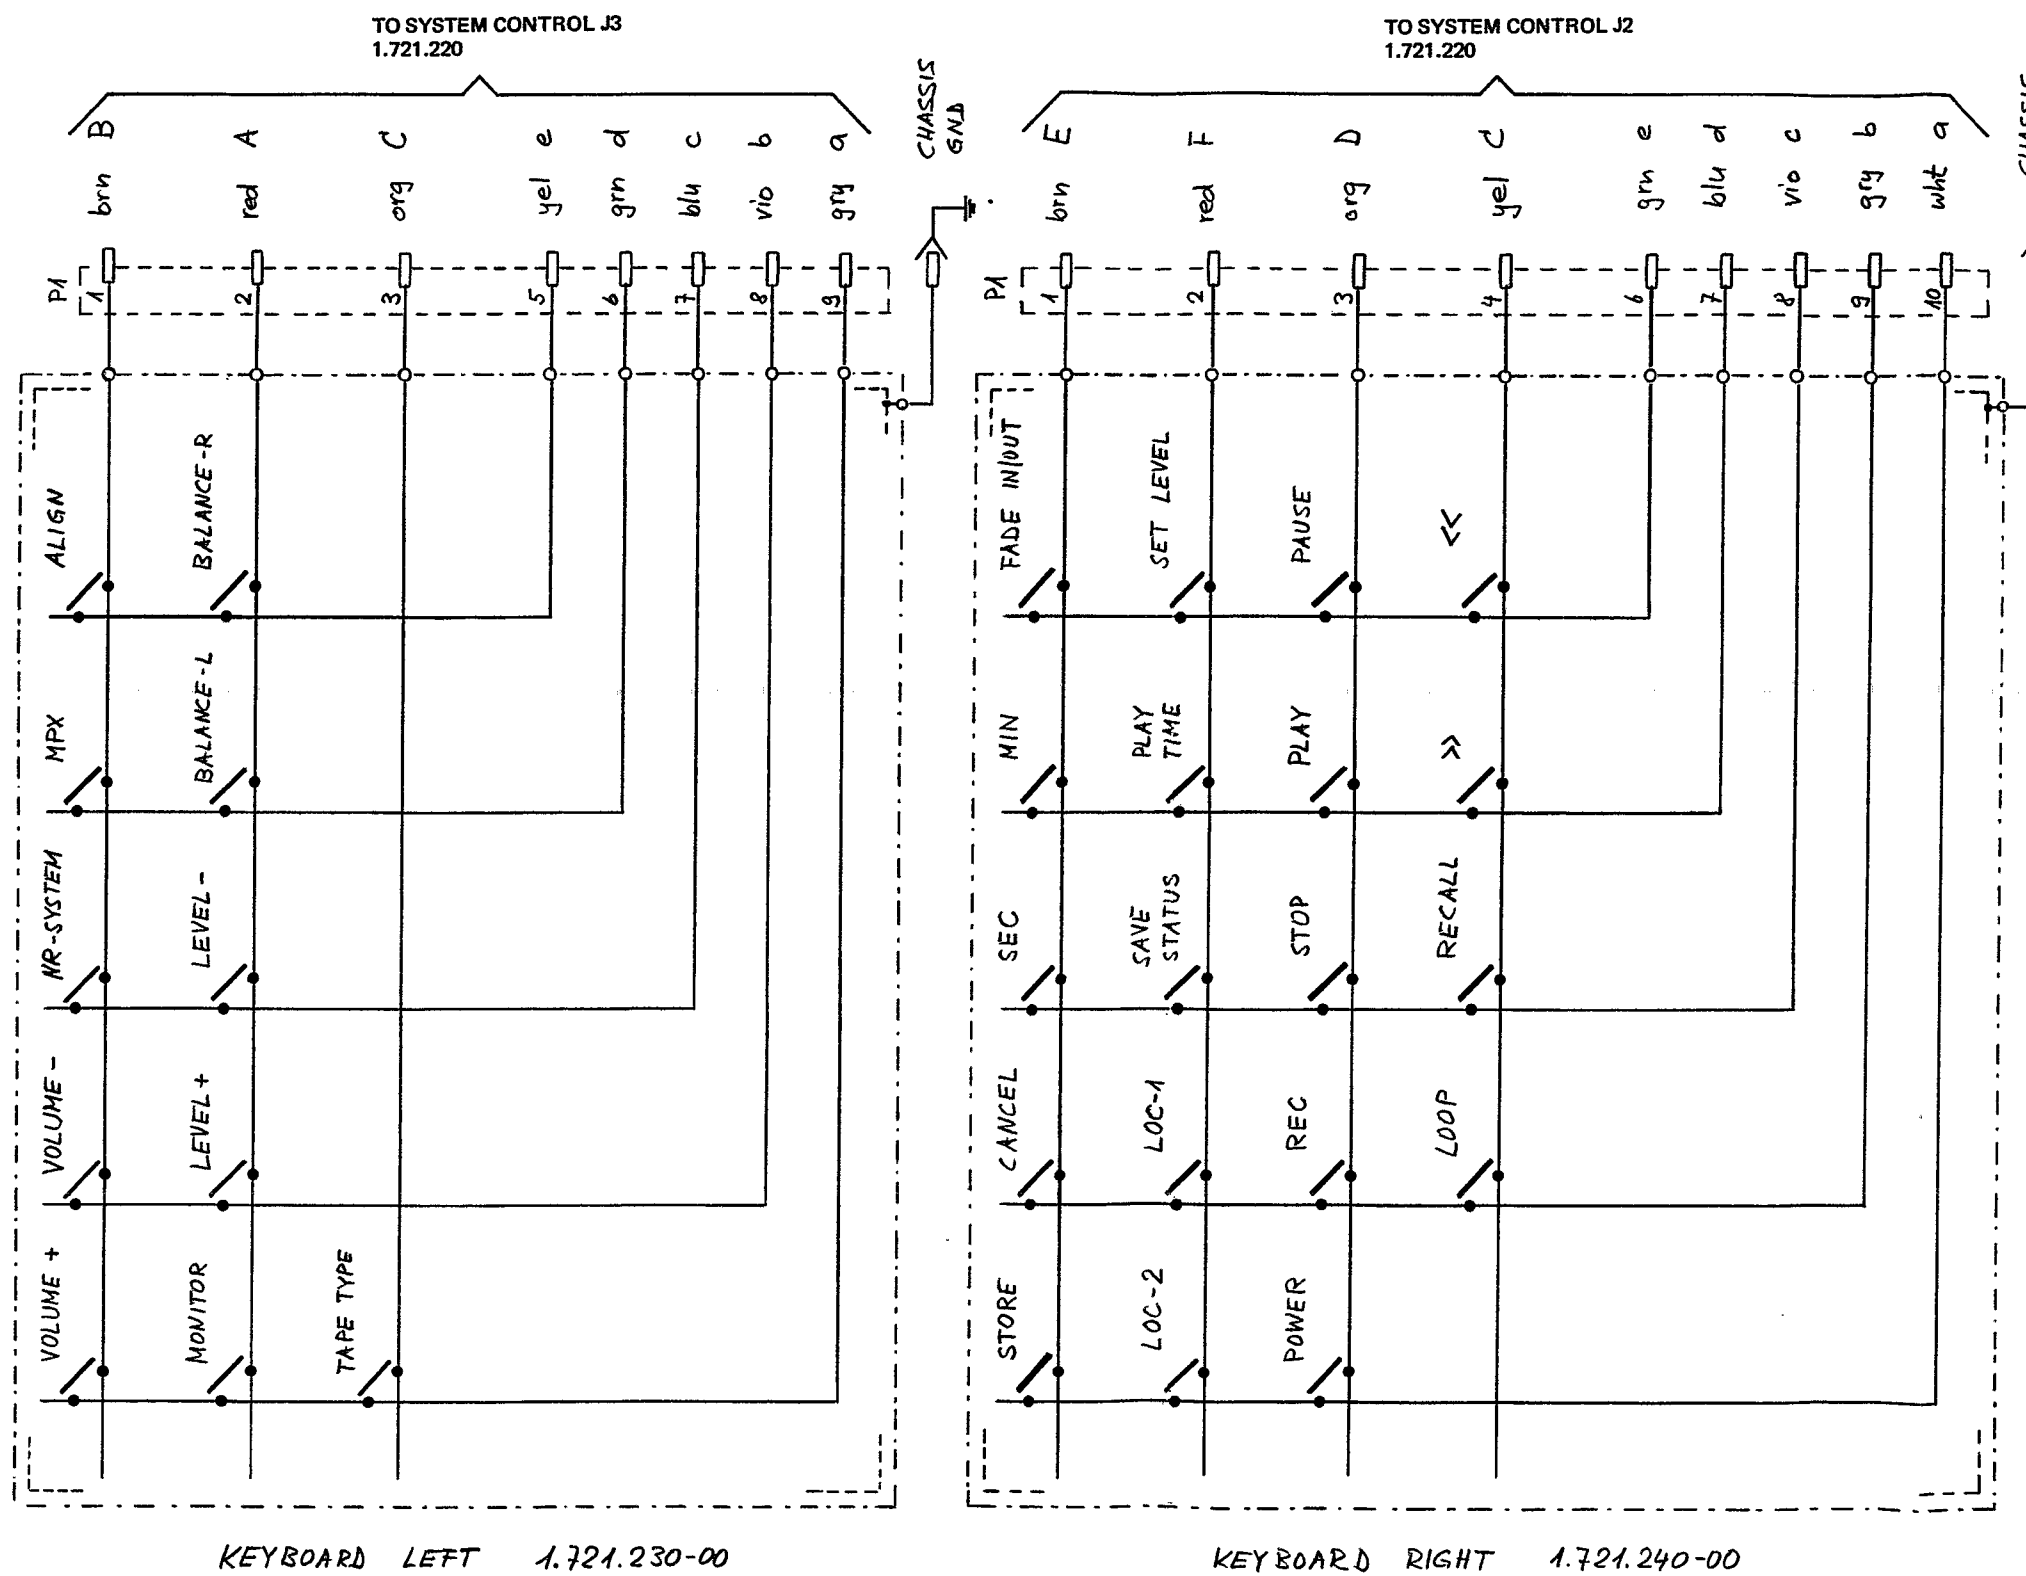 TO SYSTEM CONTROL J3
1.721.220
B A C e d c b a
brn red org yel grn blu vio gry
CHASSIS
GND
P1
1 2 3 5 6 7 8 9
ALIGN
BALANCE-R
MPX
BALANCE-L
NR-SYSTEM
LEVEL-
VOLUME-
LEVEL+
VOLUME +
MONITOR
TAPE TYPE
KEYBOARD LEFT 1.721.230-00
TO SYSTEM CONTROL J2
1.721.220
E F D C e d c b a
brn red org yel grn blu vio gry wht
P1
1 2 3 4 6 7 8 9 10
FADE IN/OUT
SET LEVEL
PAUSE
<<
MIN
PLAY
TIME
PLAY
>>
SEC
SAVE
STATUS
STOP
RECALL
CANCEL
LOC-1
REC
LOOP
STORE
LOC-2
POWER
KEYBOARD RIGHT 1.721.240-00